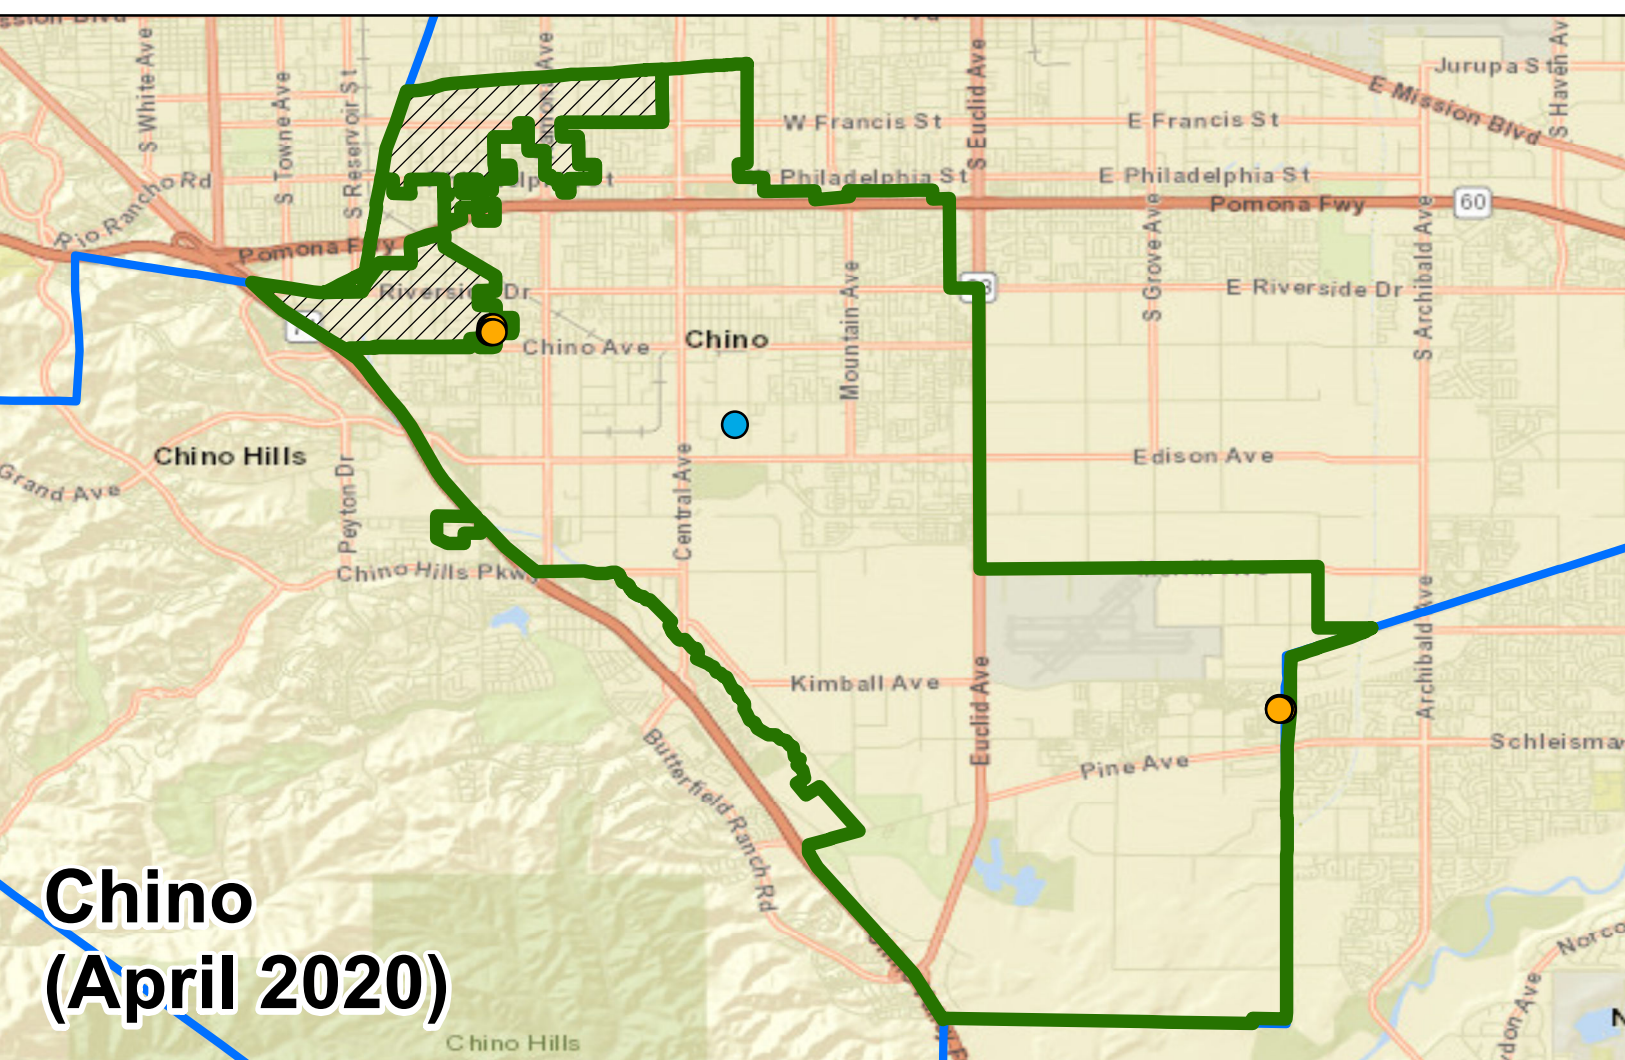 S White Ave
S Towne Ave
S Reservoir St
S Euclid Ave
Jurupa St
E Mission Blvd
S Haven Av
W Francis St
E Francis St
Philadelphia St
E Philadelphia St
Rio Rancho Rd
Pomona Fwy
Pomona Fwy
60
Riverside Dr
E Riverside Dr
S Grove Ave
S Archibald Ave
Mountain Ave
Chino Ave
Chino
Chino Hills
Grand Ave
Peyton Dr
Central Ave
Edison Ave
Chino Hills Pkwy
Kimball Ave
Euclid Ave
Archibald Ave
Pine Ave
Schleisma
Butterfield Ranch Rd
Chino
(April 2020)
Chino Hills
Norco